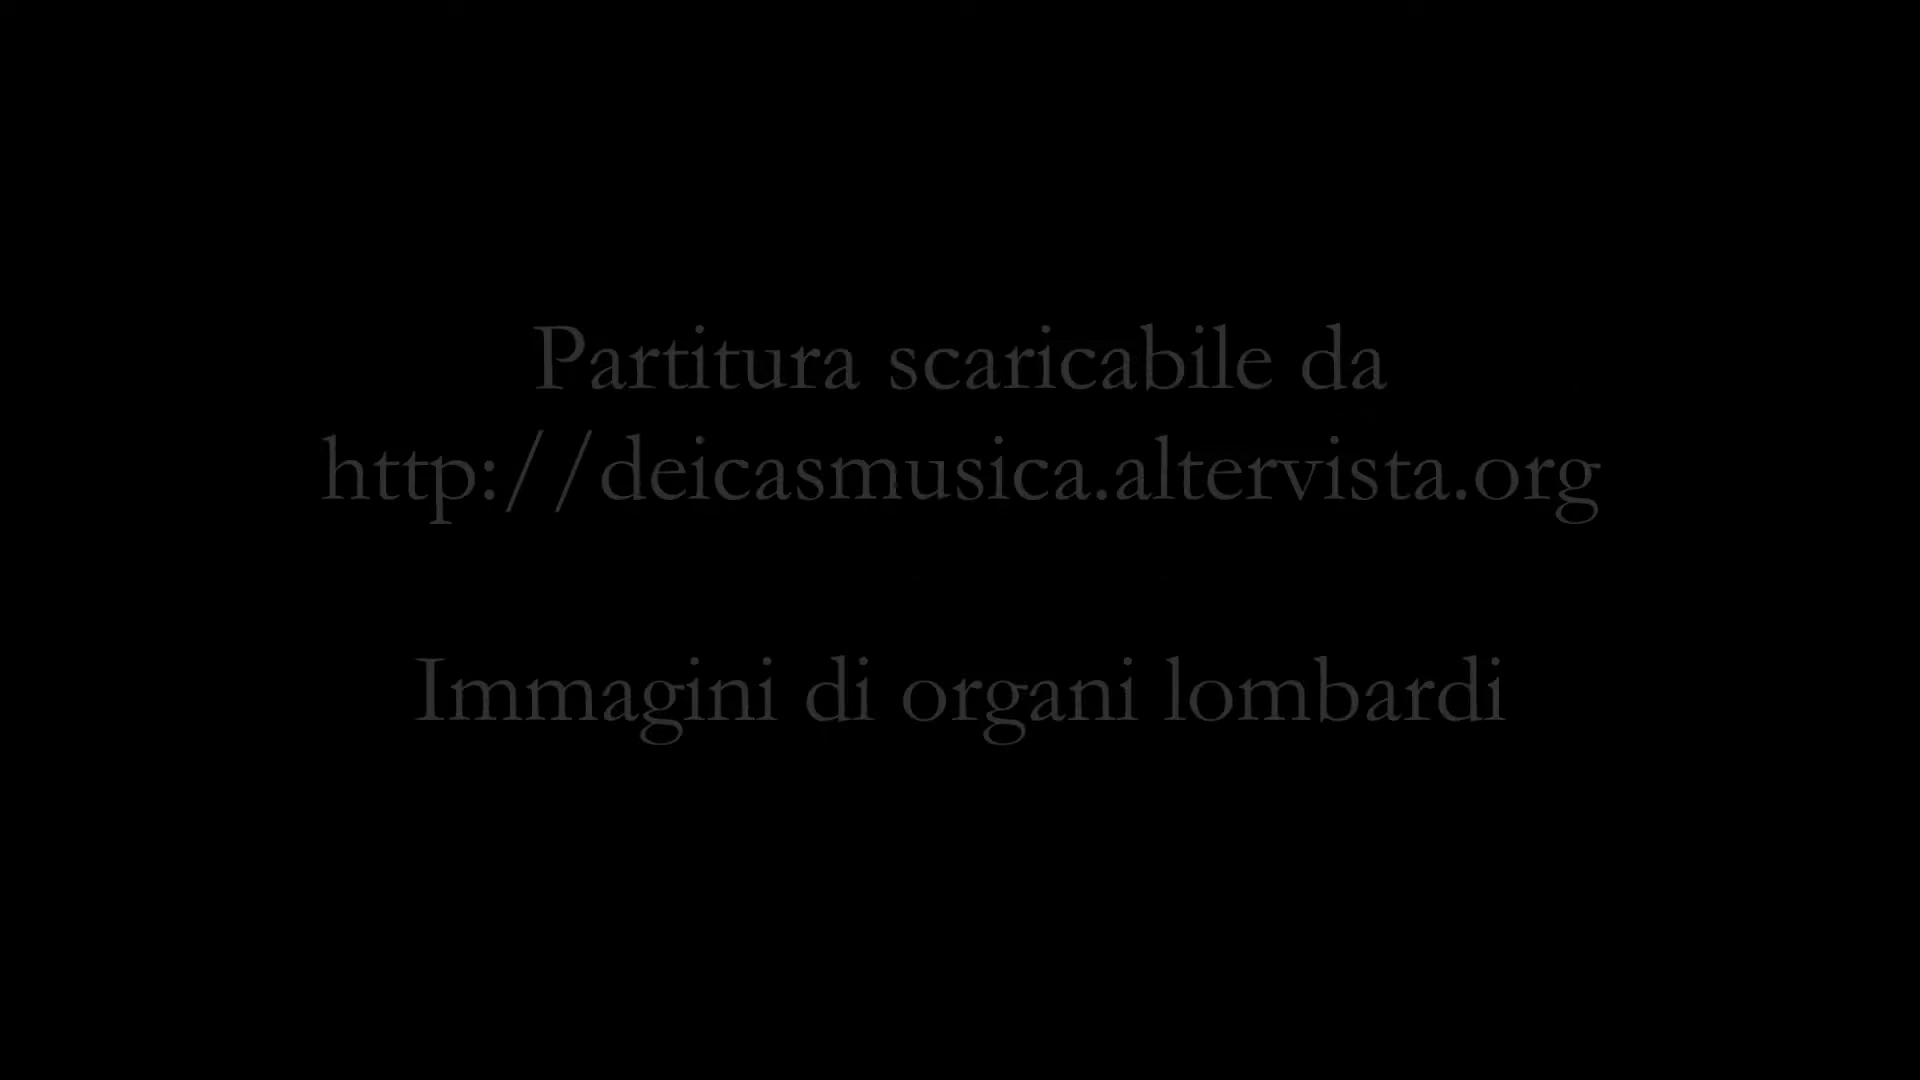 Partitura scaricabile da
http://deicasmusica.altervista.org
Immagini di organi lombardi